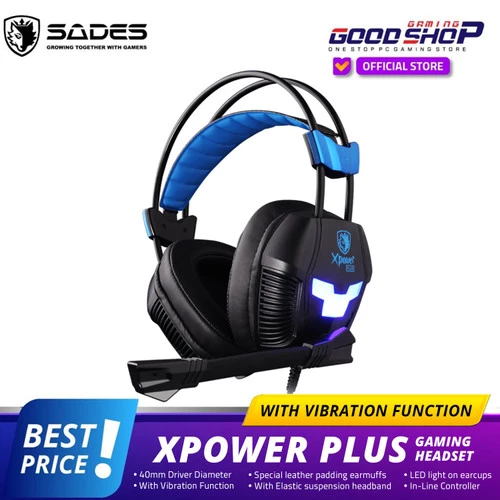 SADES
GROWING TOGETHER WITH GAMERS
GAMING
GOODSHOP
ONE STOP PC GAMING STORE
OFFICIAL STORE
Xpower
WITH VIBRATION FUNCTION
BEST
PRICE!
XPOWER PLUS GAMING HEADSET
• 40mm Driver Diameter • Special leather padding earmuffs • LED light on earcups
• With Vibration Function • With Elastic suspension headband • In-Line Controller